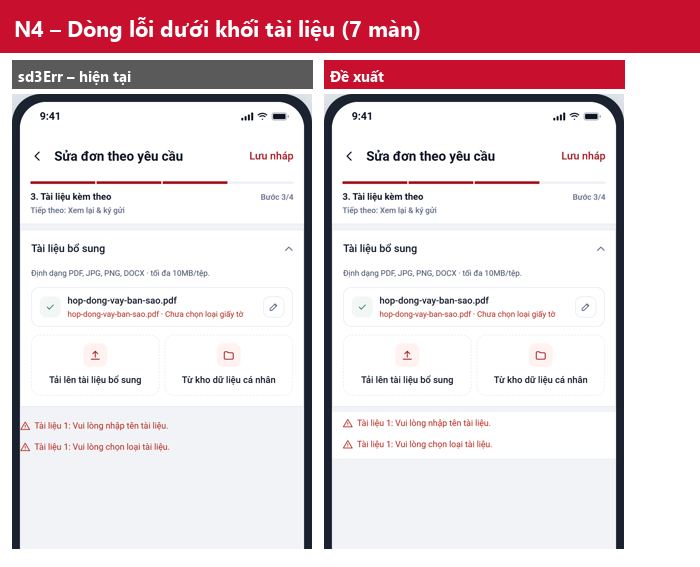 N4 – Dòng lỗi dưới khối tài liệu (7 màn)
sd3Err – hiện tại
9:41
Sửa đơn theo yêu cầu
Lưu nháp
3. Tài liệu kèm theo
Bước 3/4
Tiếp theo: Xem lại & ký gửi
Tài liệu bổ sung
Định dạng PDF, JPG, PNG, DOCX · tối đa 10MB/tệp.
hop-dong-vay-ban-sao.pdf
hop-dong-vay-ban-sao.pdf · Chưa chọn loại giấy tờ
Tải lên tài liệu bổ sung
Từ kho dữ liệu cá nhân
Tài liệu 1: Vui lòng nhập tên tài liệu.
Tài liệu 1: Vui lòng chọn loại tài liệu.
Đề xuất
9:41
Sửa đơn theo yêu cầu
Lưu nháp
3. Tài liệu kèm theo
Bước 3/4
Tiếp theo: Xem lại & ký gửi
Tài liệu bổ sung
Định dạng PDF, JPG, PNG, DOCX · tối đa 10MB/tệp.
hop-dong-vay-ban-sao.pdf
hop-dong-vay-ban-sao.pdf · Chưa chọn loại giấy tờ
Tải lên tài liệu bổ sung
Từ kho dữ liệu cá nhân
Tài liệu 1: Vui lòng nhập tên tài liệu.
Tài liệu 1: Vui lòng chọn loại tài liệu.